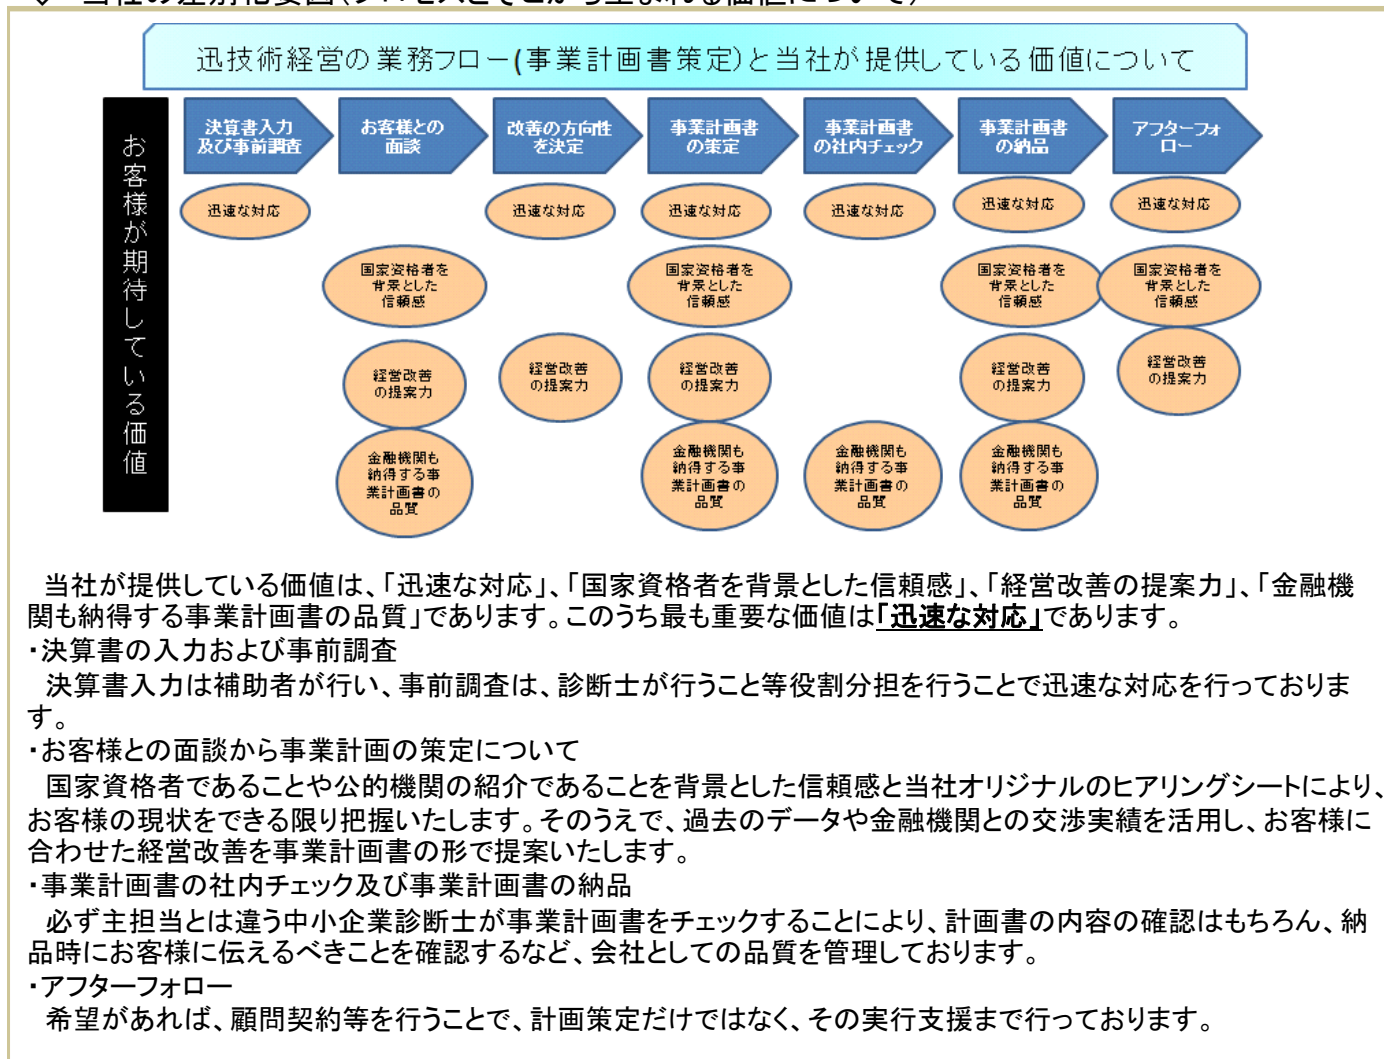 当社の差別化要因(プロセスとそこから生まれる価値について)
迅技術経営の業務フロー(事業計画書策定)と当社が提供している価値について
お客様が期待している価値
決算書入力
及び事前調査
お客様との
面談
改善の方向性
を決定
事業計画書
の策定
事業計画書
の社内チェック
事業計画書
の納品
アフターフォ
ロー
迅速な対応
迅速な対応
迅速な対応
迅速な対応
迅速な対応
迅速な対応
国家資格者を
背景とした
信頼感
国家資格者を
背景とした
信頼感
国家資格者を
背景とした
信頼感
国家資格者を
背景とした
信頼感
経営改善
の提案力
経営改善
の提案力
経営改善
の提案力
経営改善
の提案力
経営改善
の提案力
金融機関も
納得する事
業計画書の
品質
金融機関も
納得する事
業計画書の
品質
金融機関も
納得する事
業計画書の
品質
金融機関も
納得する事
業計画書の
品質
当社が提供している価値は、「迅速な対応」、「国家資格者を背景とした信頼感」、「経営改善の提案力」、「金融機
関も納得する事業計画書の品質」であります。このうち最も重要な価値は「迅速な対応」であります。
・決算書の入力および事前調査
決算書入力は補助者が行い、事前調査は、診断士が行うこと等役割分担を行うことで迅速な対応を行っておりま
す。
・お客様との面談から事業計画の策定について
国家資格者であることや公的機関の紹介であることを背景とした信頼感と当社オリジナルのヒアリングシートにより、
お客様の現状をできる限り把握いたします。そのうえで、過去のデータや金融機関との交渉実績を活用し、お客様に
合わせた経営改善を事業計画書の形で提案いたします。
・事業計画書の社内チェック及び事業計画書の納品
必ず主担当とは違う中小企業診断士が事業計画書をチェックすることにより、計画書の内容の確認はもちろん、納
品時にお客様に伝えるべきことを確認するなど、会社としての品質を管理しております。
・アフターフォロー
希望があれば、顧問契約等を行うことで、計画策定だけではなく、その実行支援まで行っております。